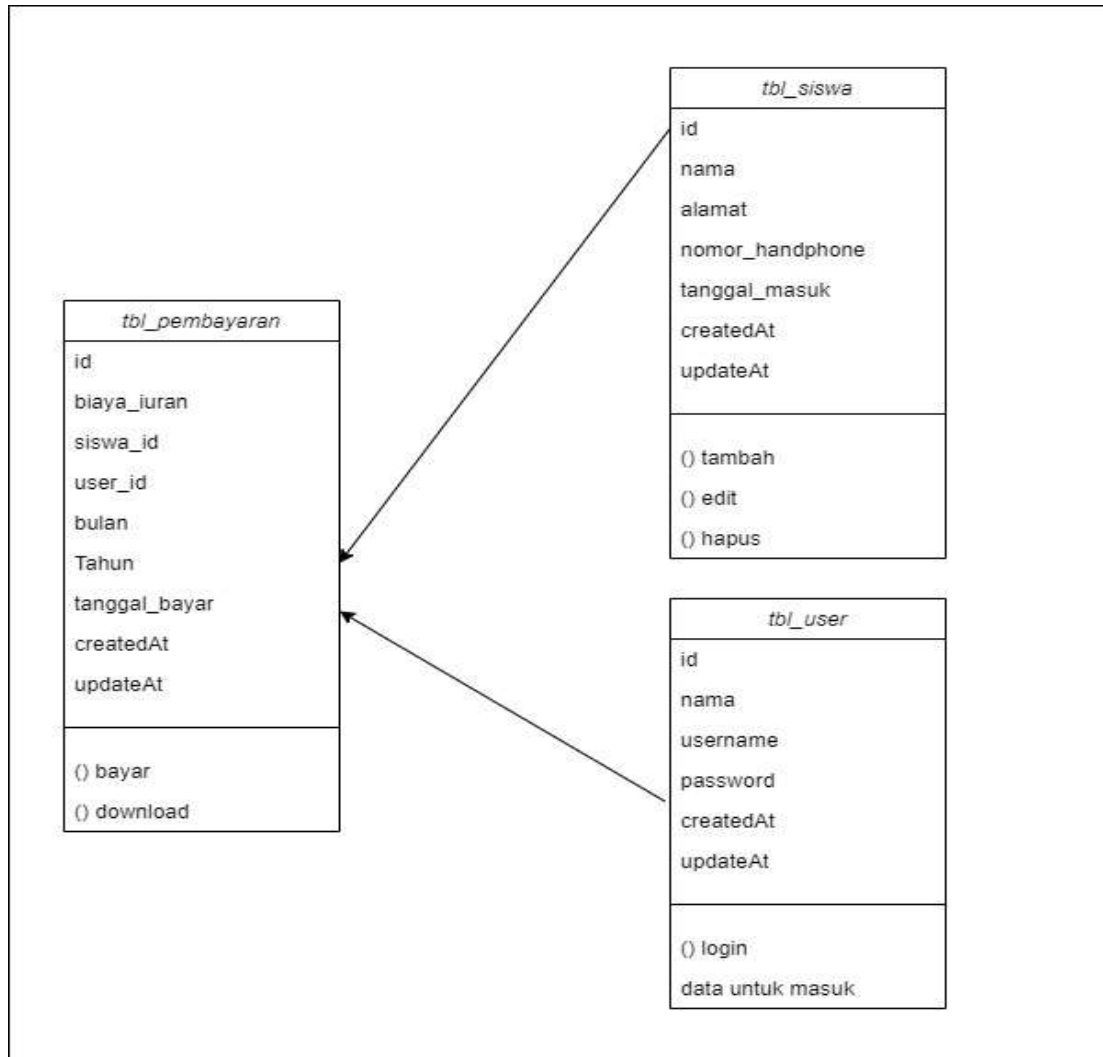 tbl_siswa
id
nama
alamat
nomor_handphone
tanggal_masuk
createdAt
updateAt
() tambah
() edit
() hapus
tbl_pembayaran
id
biaya_iuran
siswa_id
user_id
bulan
Tahun
tanggal_bayar
createdAt
updateAt
() bayar
() download
tbl_user
id
nama
username
password
createdAt
updateAt
() login
data untuk masuk